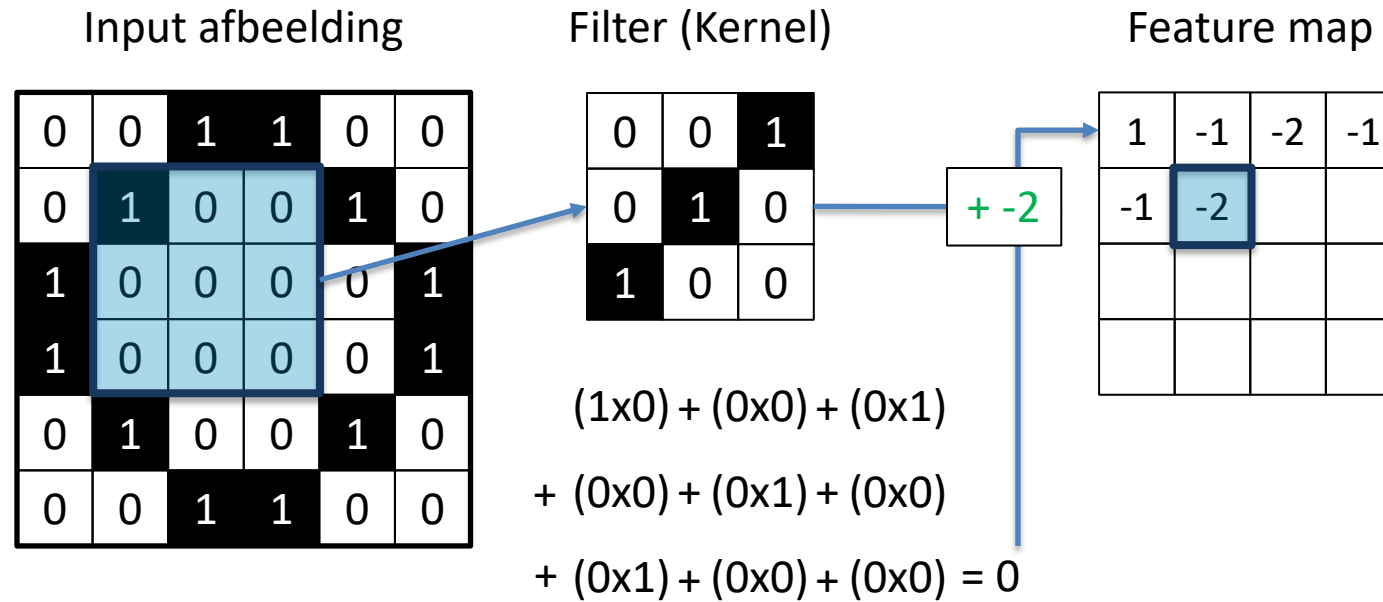 Input afbeelding Filter (Kernel) Feature map
0 0 1 1 0 0
0 1 0 0 1 0
1 0 0 0 0 1
1 0 0 0 0 1
0 1 0 0 1 0
0 0 1 1 0 0
0 0 1
0 1 0
1 0 0
+ -2
1 -1 -2 -1
-1 -2
(1x0) + (0x0) + (0x1)
+ (0x0) + (0x1) + (0x0)
+ (0x1) + (0x0) + (0x0) = 0